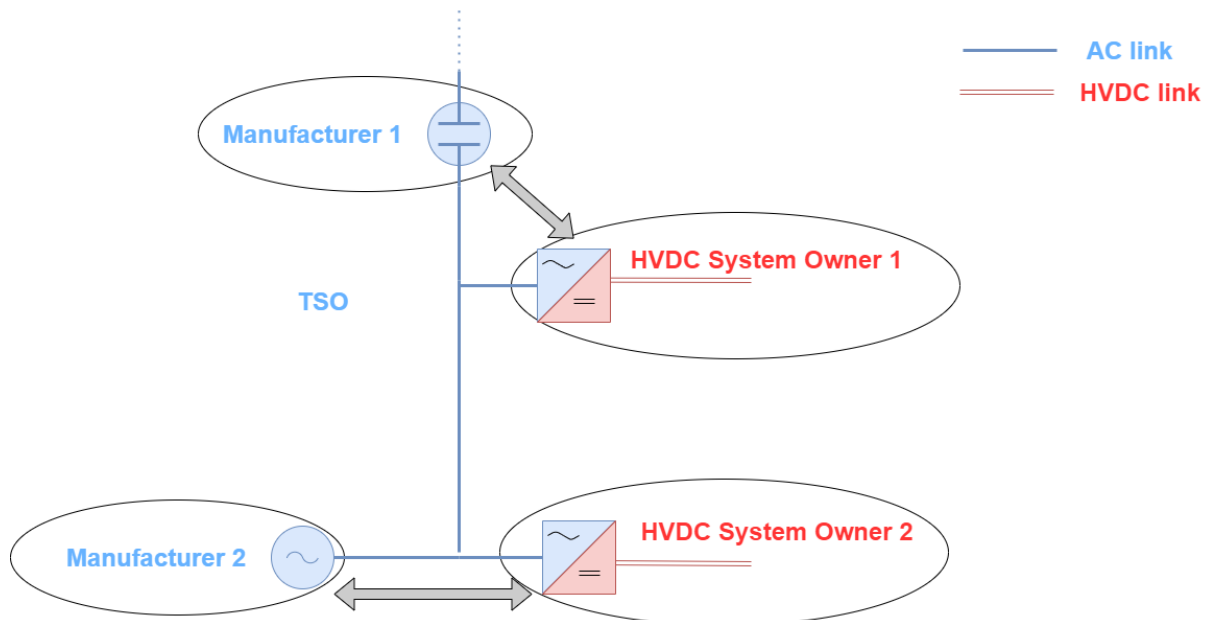 AC link
HVDC link
Manufacturer 1
HVDC System Owner 1
TSO
HVDC System Owner 2
Manufacturer 2